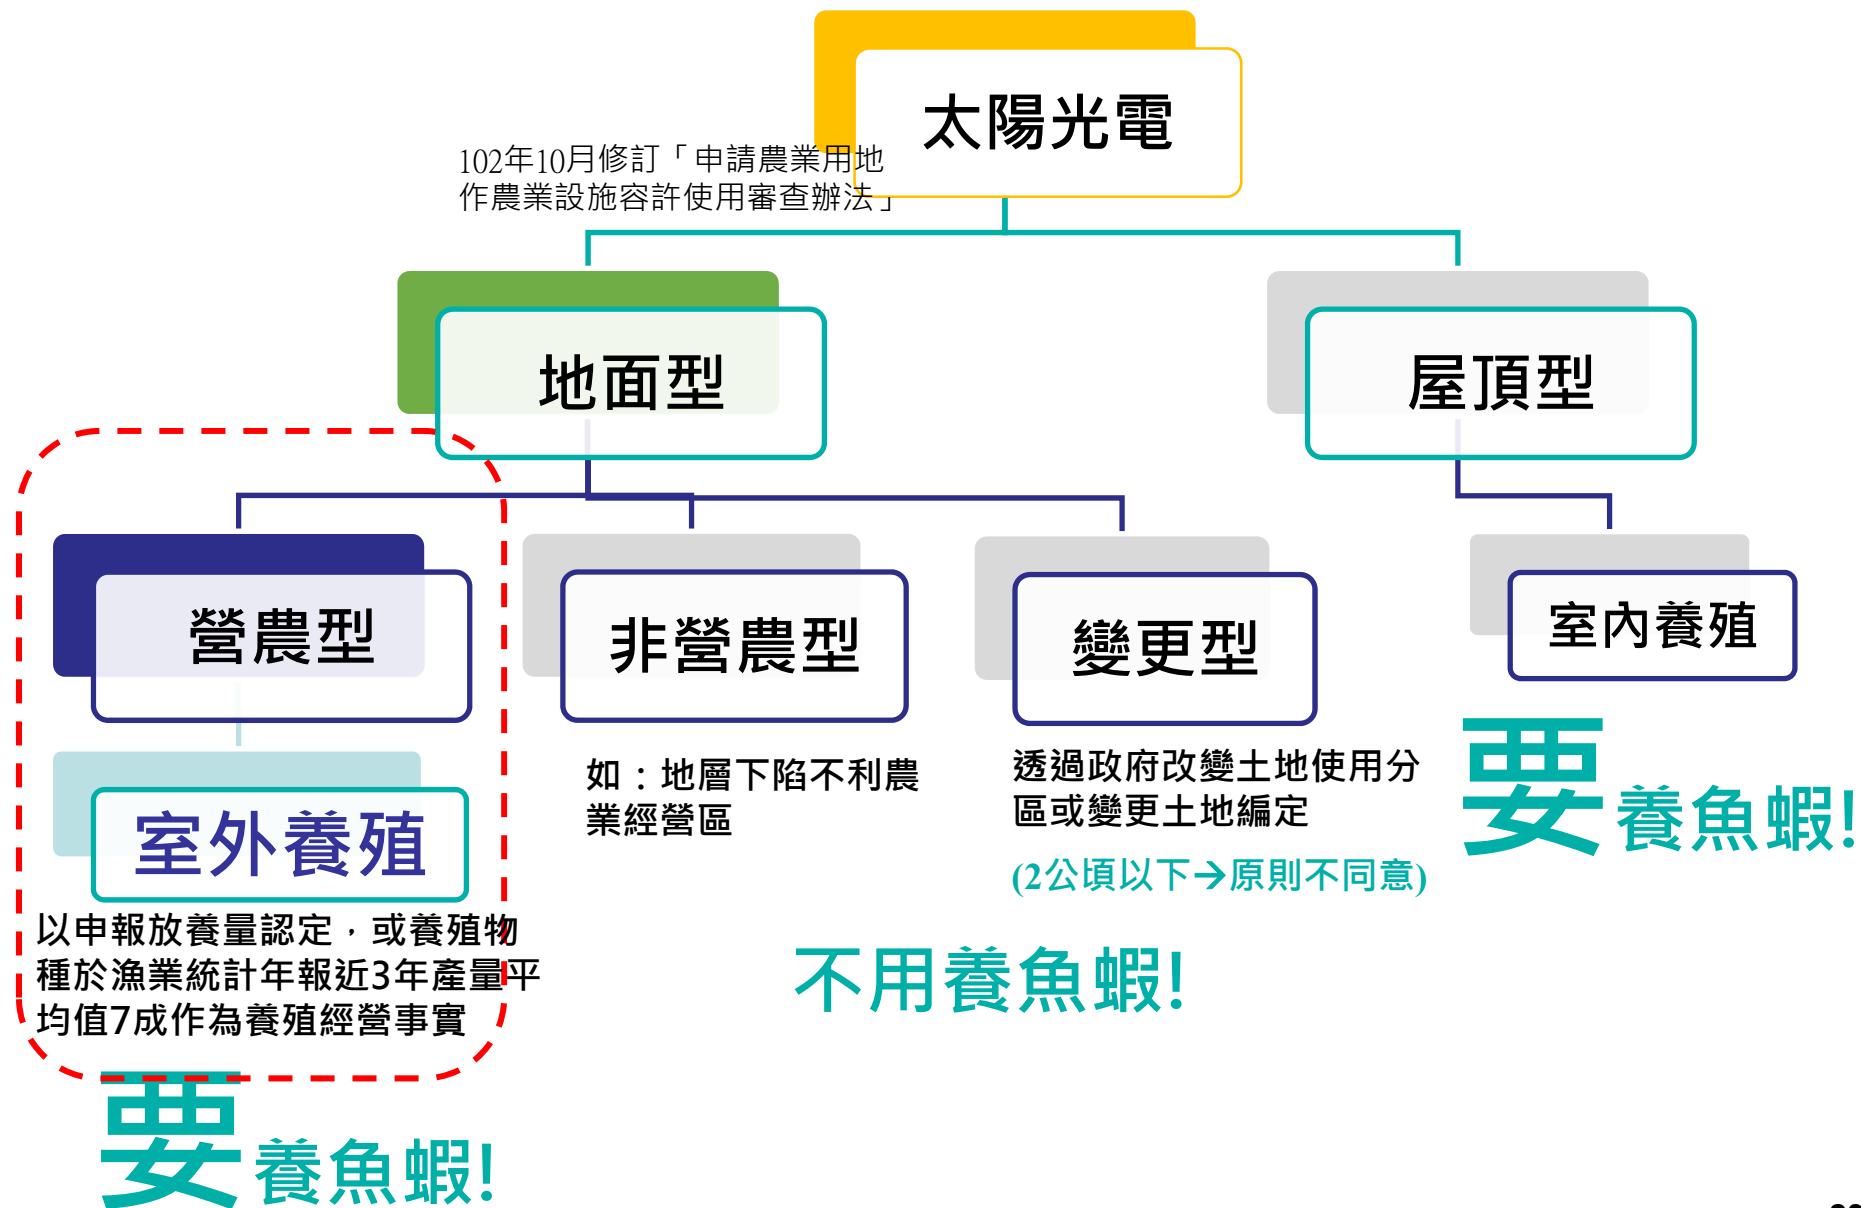 太陽光電
102年10月修訂「申請農業用地
作農業設施容許使用審查辦法」
地面型
屋頂型
營農型
非營農型
變更型
室內養殖
室外養殖
以申報放養量認定，或養殖物
種於漁業統計年報近3年產量平
均值7成作為養殖經營事實
要養魚蝦!
如：地層下陷不利農
業經營區
透過政府改變土地使用分
區或變更土地編定
(2公頃以下→原則不同意)
不用養魚蝦!
要養魚蝦!